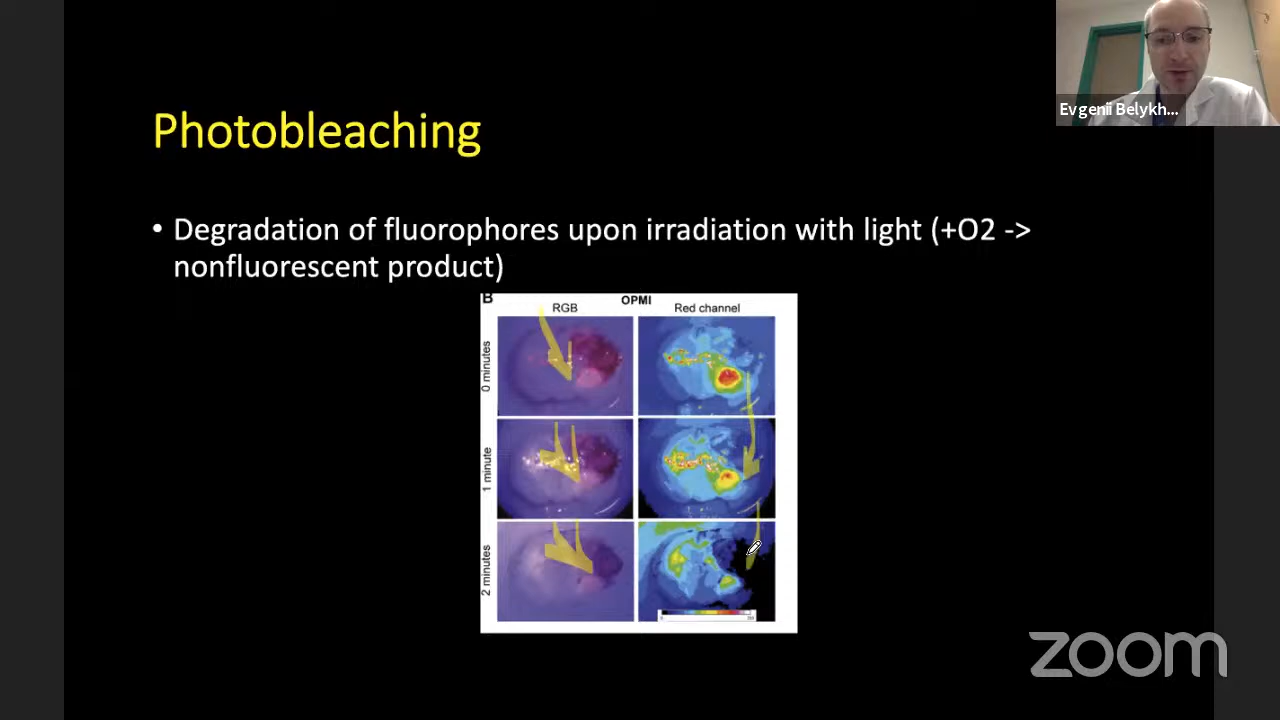 Evgenii Belykh...
Photobleaching
• Degradation of fluorophores upon irradiation with light (+O2 ->
nonfluorescent product)
B
OPMI
RGB
Red channel
0 minutes
1 minute
2 minutes
0
zoom